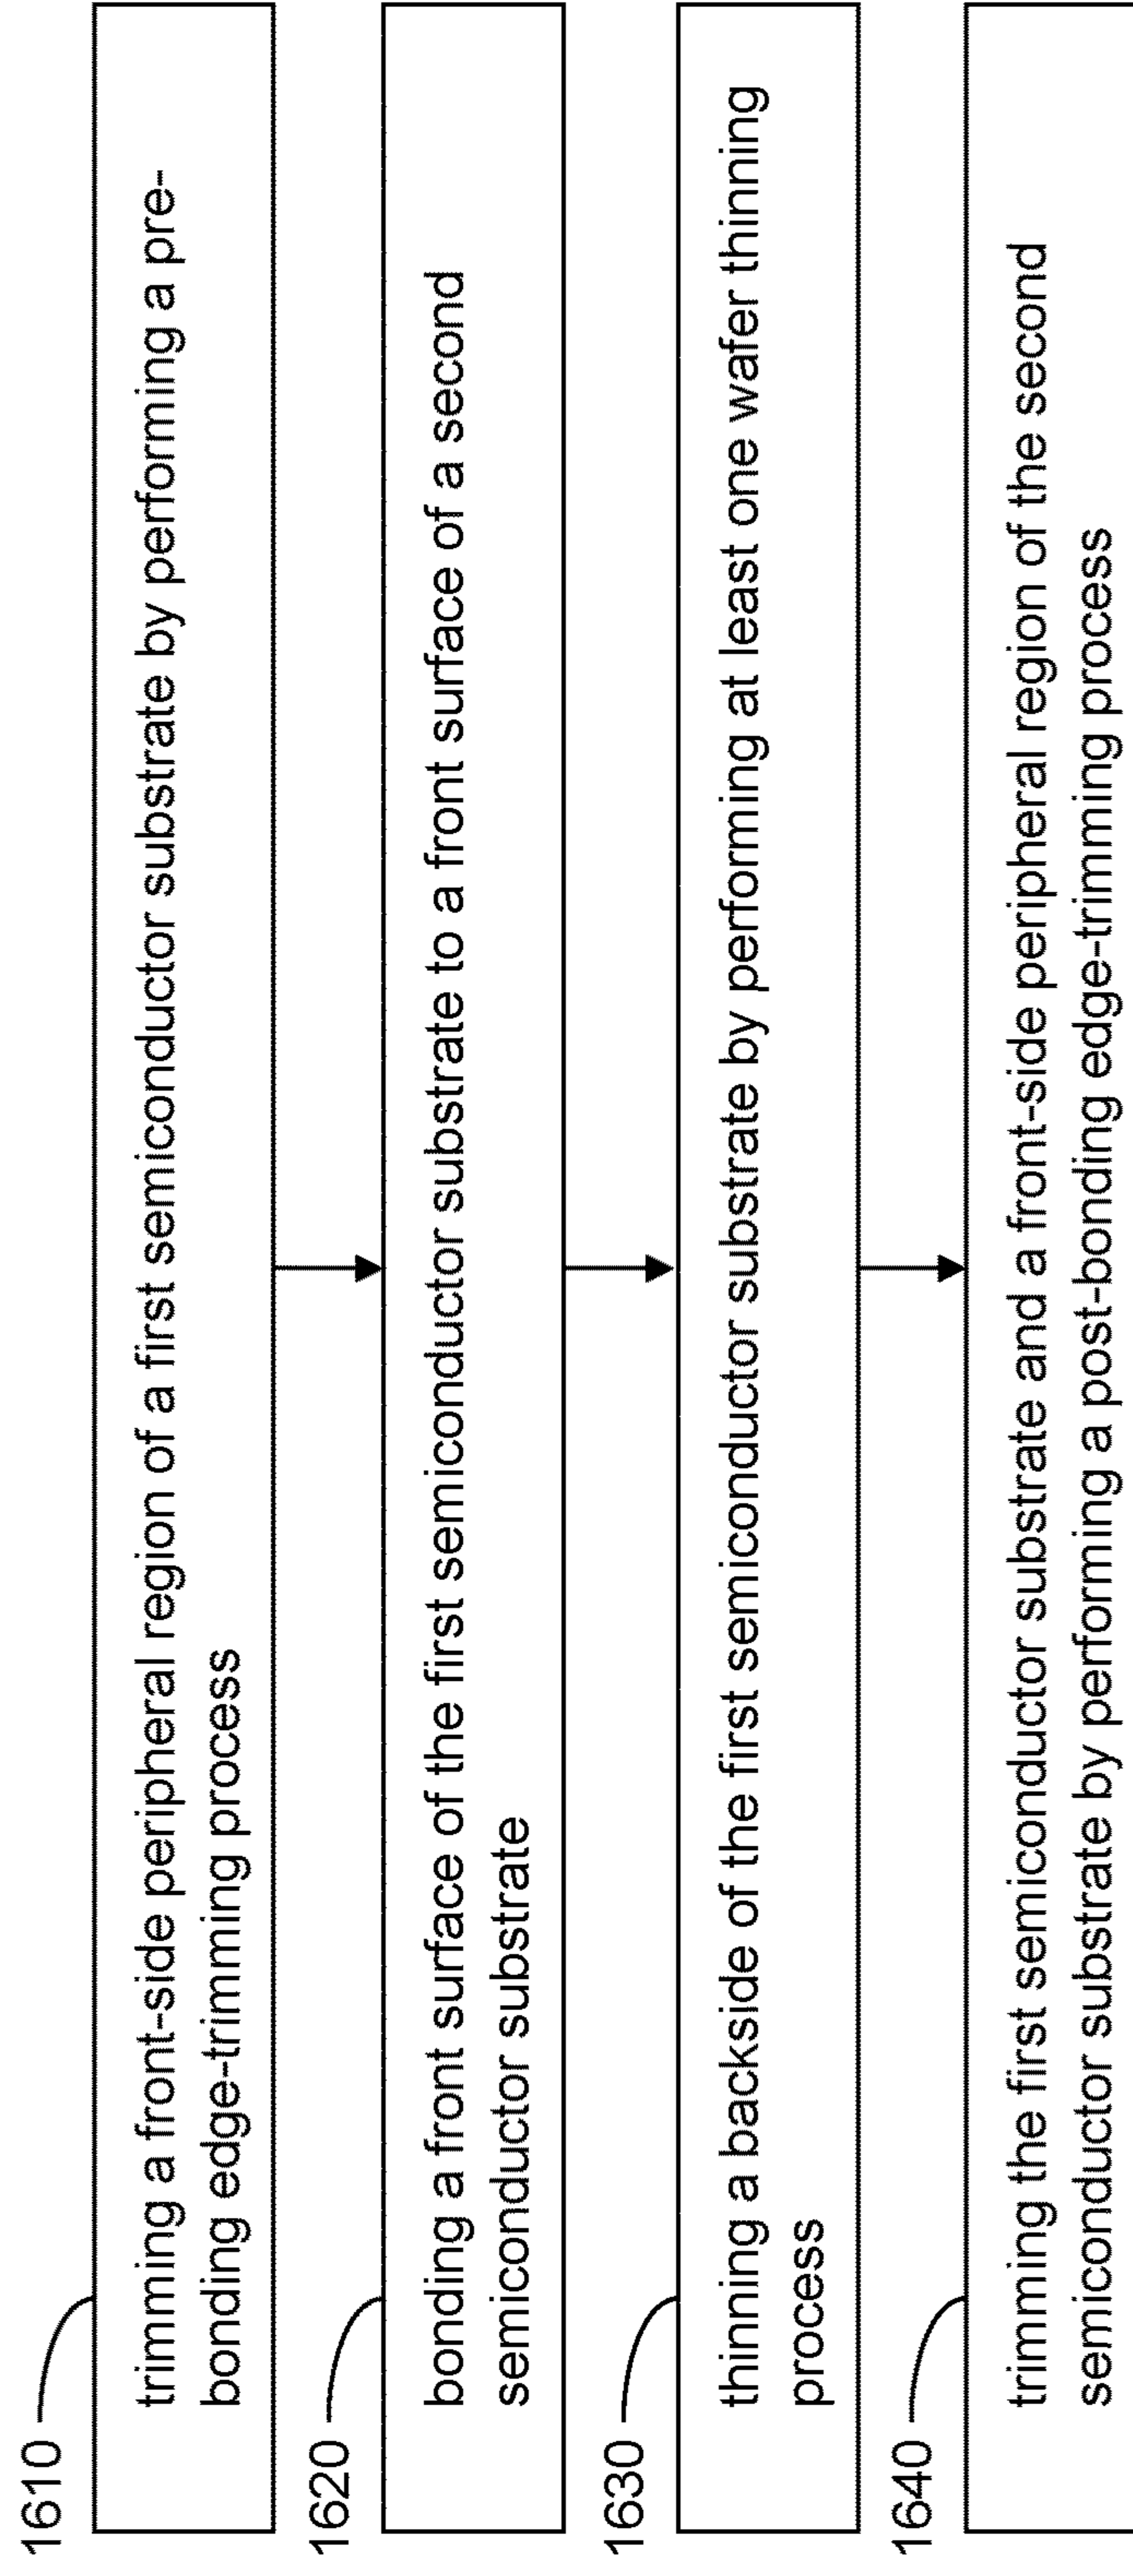 1610
trimming a front-side peripheral region of a first semiconductor substrate by performing a pre-
bonding edge-trimming process
1620
bonding a front surface of the first semiconductor substrate to a front surface of a second
semiconductor substrate
1630
thinning a backside of the first semiconductor substrate by performing at least one wafer thinning
process
1640
trimming the first semiconductor substrate and a front-side peripheral region of the second
semiconductor substrate by performing a post-bonding edge-trimming process